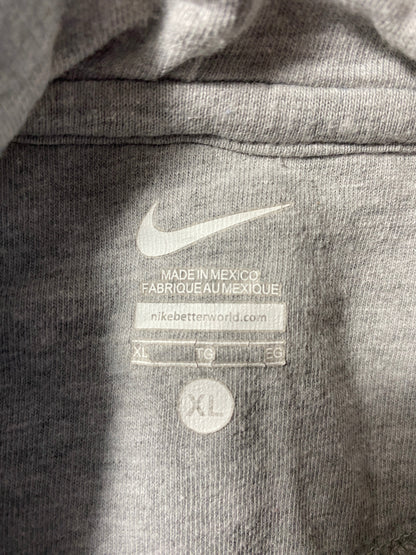 MADE IN MEXICO
FABRIQUE AU MEXIQUE
nikebetterworld.com
XL TG EG
XL